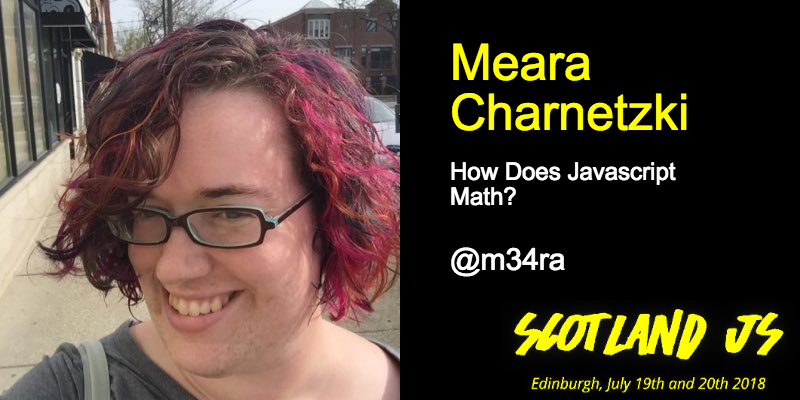 Meara
Charnetzki
How Does Javascript
Math?
@m34ra
SCOTLAND JS
Edinburgh, July 19th and 20th 2018